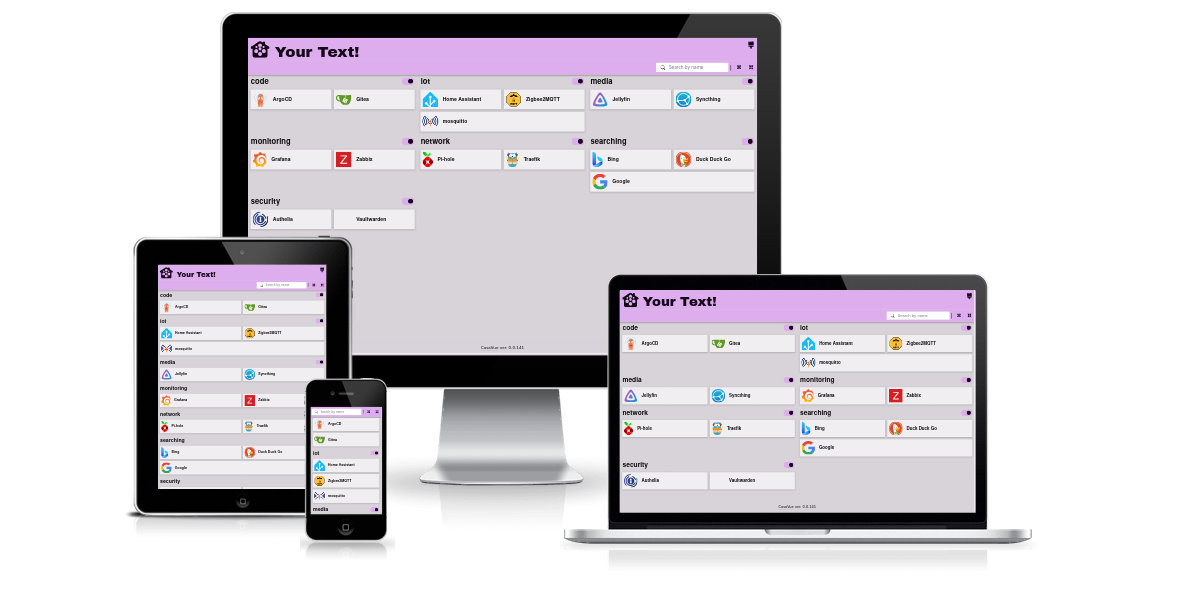 Your Text!
Search by name
code
iot
media
ArgoCD
Gitea
Home Assistant
Zigbee2MQTT
Jellyfin
Syncthing
mosquitto
monitoring
network
searching
Grafana
Zabbix
Pi-hole
Traefik
Bing
Duck Duck Go
Google
security
Authelia
Vaultwarden
CasaVue ver. 0.0.141
Your Text!
Search by name
code
ArgoCD
Gitea
iot
Home Assistant
Zigbee2MQTT
mosquitto
media
Jellyfin
Syncthing
monitoring
Grafana
Zabbix
network
Pi-hole
Traefik
searching
Bing
Duck Duck Go
Google
security
Search by name
ArgoCD
Gitea
iot
Home Assistant
Zigbee2MQTT
mosquitto
media
Your Text!
Search by name
code
iot
ArgoCD
Gitea
Home Assistant
Zigbee2MQTT
mosquitto
media
monitoring
Jellyfin
Syncthing
Grafana
Zabbix
network
searching
Pi-hole
Traefik
Bing
Duck Duck Go
Google
security
Authelia
Vaultwarden
CasaVue ver. 0.0.141